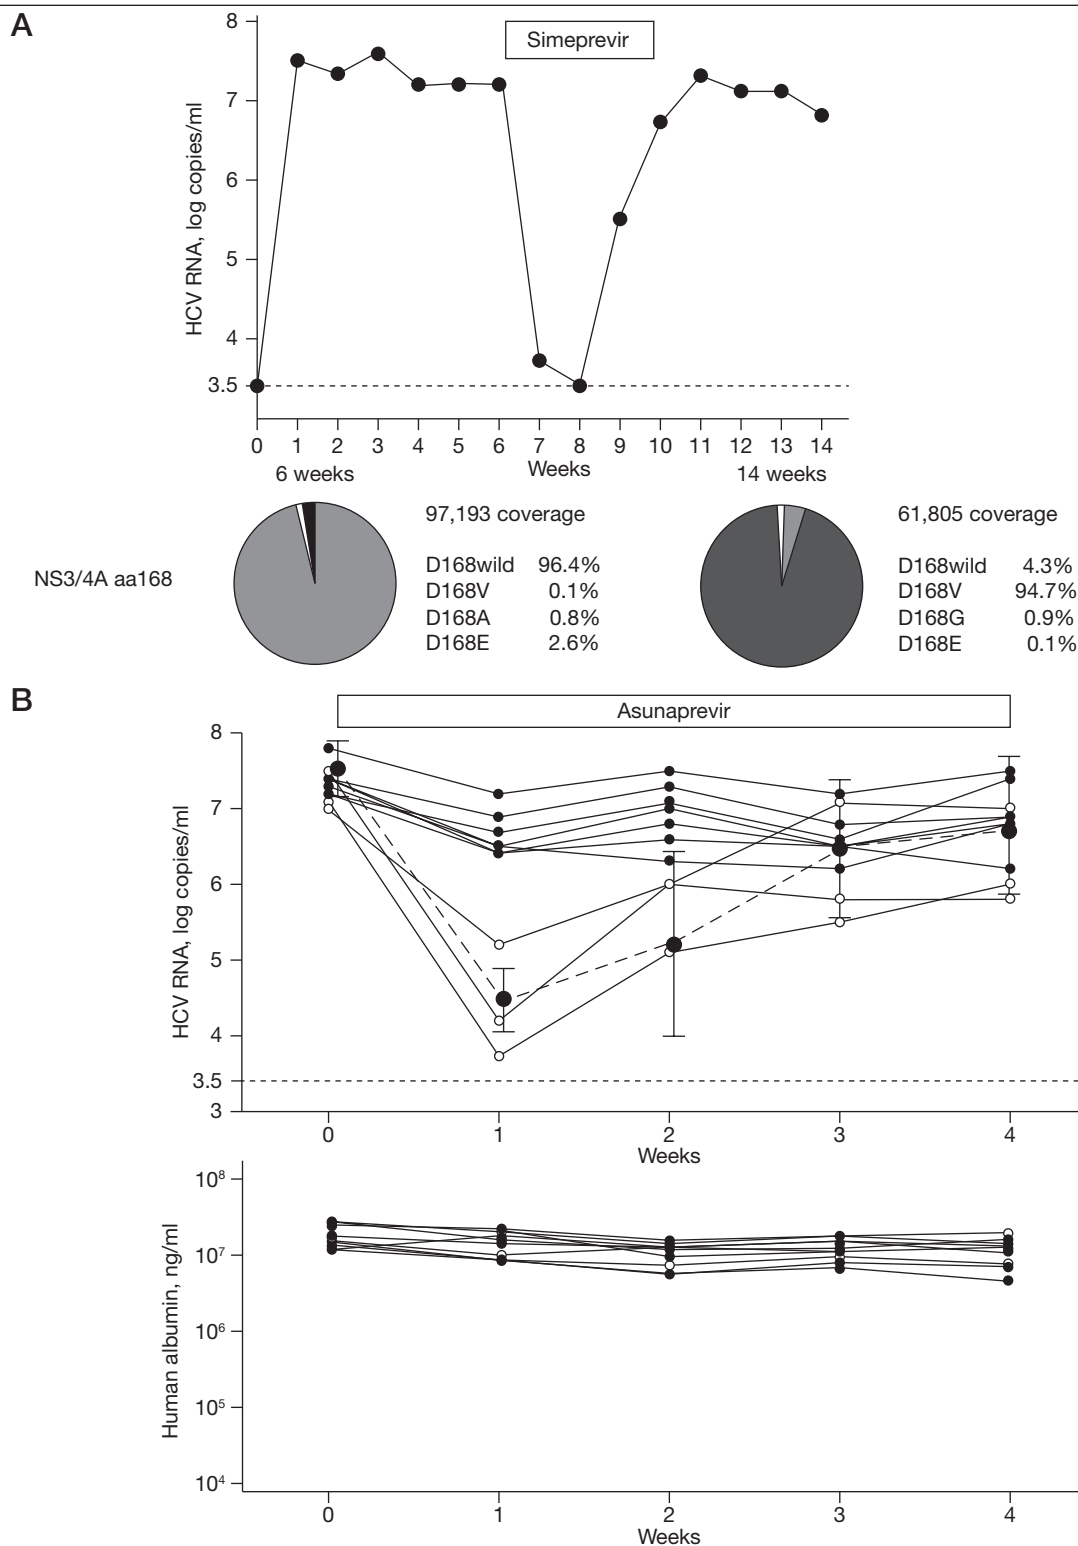 A
Simeprevir
HCV RNA, log copies/ml
8
7
6
5
4
3.5
0 1 2 3 4 5 6 7 8 9 10 11 12 13 14
6 weeks
Weeks
14 weeks
NS3/4A aa168
97,193 coverage
D168wild 96.4%
D168V 0.1%
D168A 0.8%
D168E 2.6%
61,805 coverage
D168wild 4.3%
D168V 94.7%
D168G 0.9%
D168E 0.1%
B
Asunaprevir
HCV RNA, log copies/ml
8
7
6
5
4
3.5
3
0 1 2 3 4
Weeks
Human albumin, ng/ml
10⁸
10⁷
10⁶
10⁵
10⁴
0 1 2 3 4
Weeks